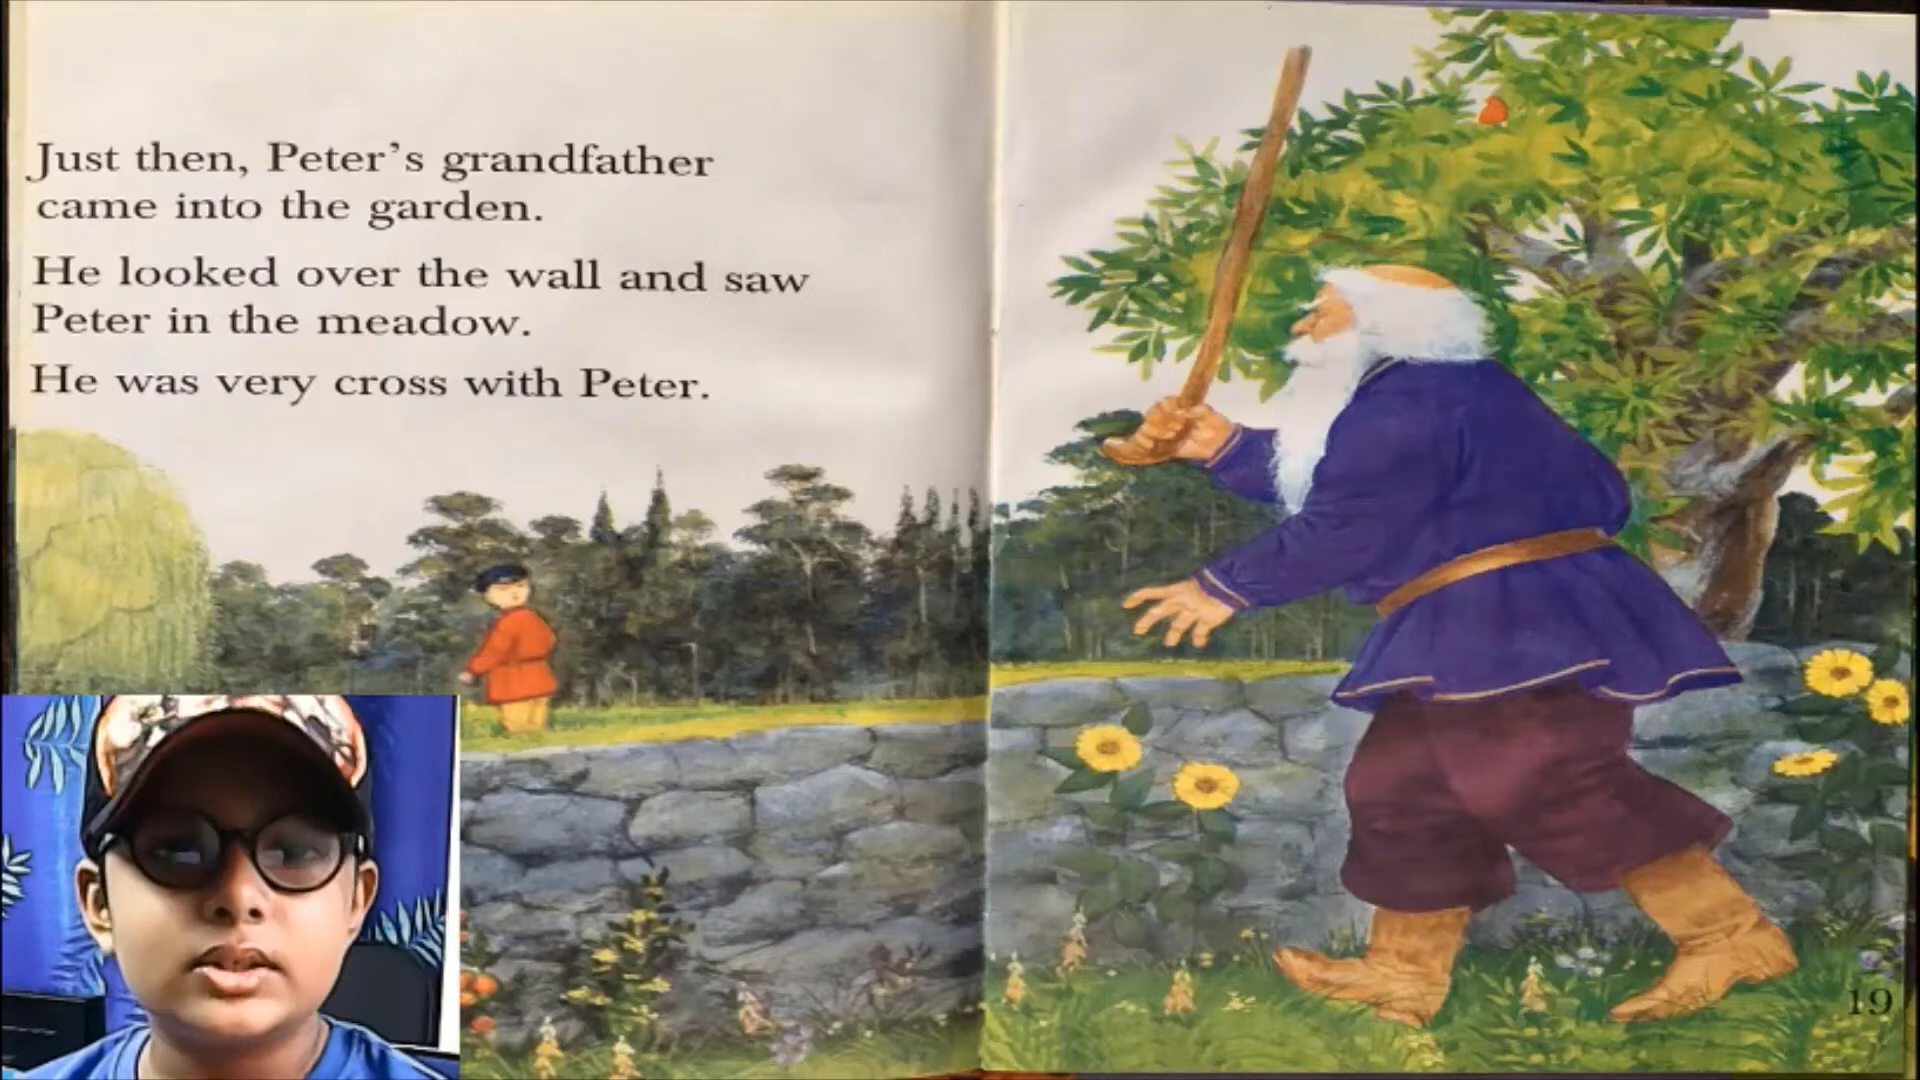 Just then, Peter's grandfather
came into the garden.
He looked over the wall and saw
Peter in the meadow.
He was very cross with Peter.
19